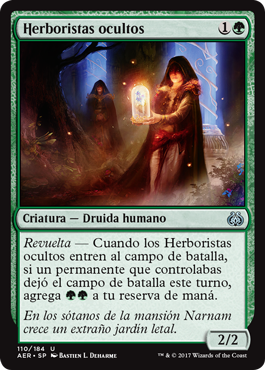 Herboristas ocultos 1
Criatura — Druida humano
Revuelta — Cuando los Herboristas
ocultos entren al campo de batalla,
si un permanente que controlabas
dejó el campo de batalla este turno,
agrega a tu reserva de maná.
En los sótanos de la mansión Narnam
crece un extraño jardín letal.
2/2
110/184 U
AER • SP Bastien L. Deharme
™ & © 2017 Wizards of the Coast